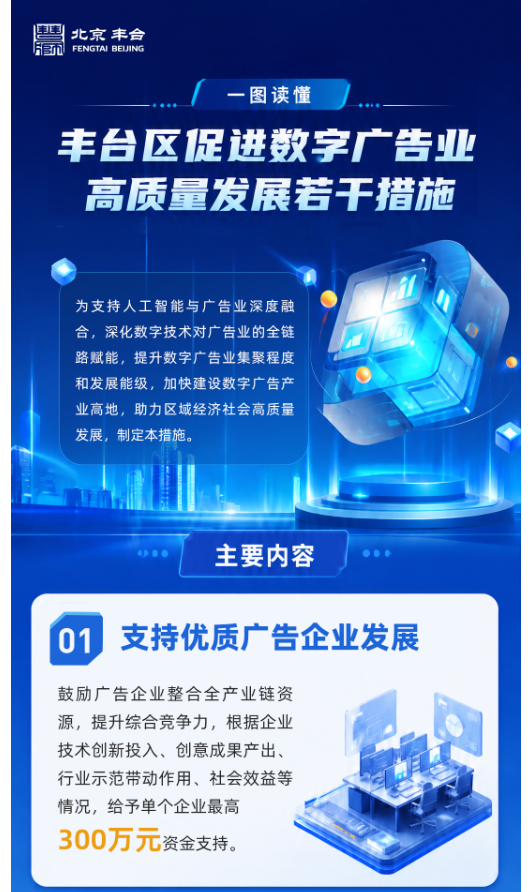 北京 丰台
FENGTAI BEIJING
一图读懂
丰台区促进数字广告业
高质量发展若干措施
为支持人工智能与广告业深度融
合，深化数字技术对广告业的全链
路赋能，提升数字广告业集聚程度
和发展能级，加快建设数字广告产
业高地，助力区域经济社会高质量
发展，制定本措施。
主要内容
01 支持优质广告企业发展
鼓励广告企业整合全产业链资
源，提升综合竞争力，根据企业
技术创新投入、创意成果产出、
行业示范带动作用、社会效益等
情况，给予单个企业最高
300万元资金支持。